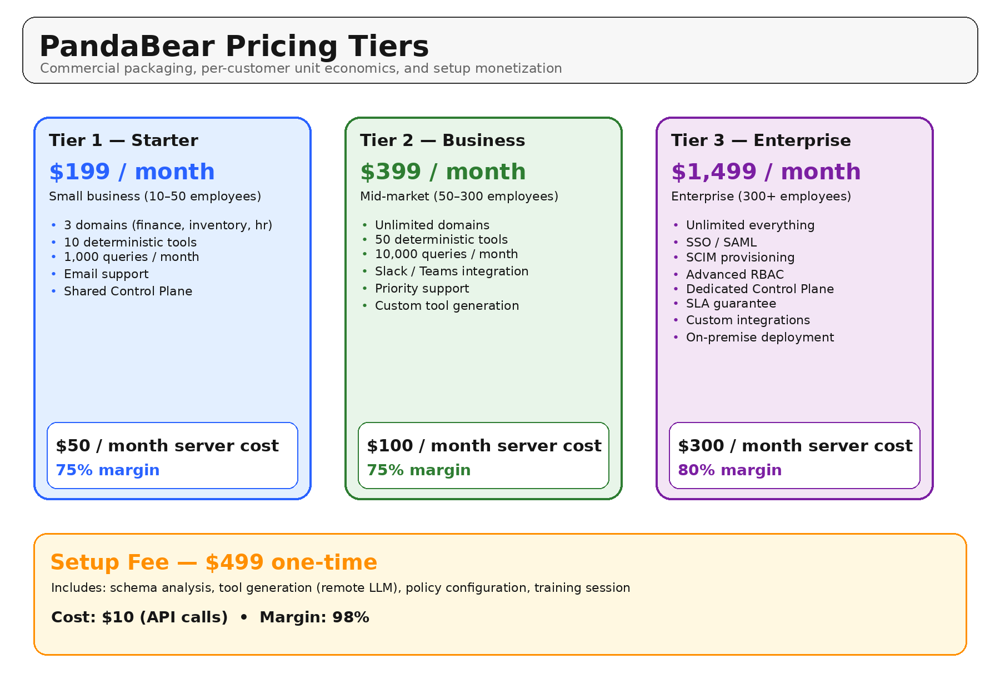 PandaBear Pricing Tiers
Commercial packaging, per-customer unit economics, and setup monetization
Tier 1 — Starter
$199 / month
Small business (10–50 employees)
• 3 domains (finance, inventory, hr)
• 10 deterministic tools
• 1,000 queries / month
• Email support
• Shared Control Plane
$50 / month server cost
75% margin
Tier 2 — Business
$399 / month
Mid-market (50–300 employees)
• Unlimited domains
• 50 deterministic tools
• 10,000 queries / month
• Slack / Teams integration
• Priority support
• Custom tool generation
$100 / month server cost
75% margin
Tier 3 — Enterprise
$1,499 / month
Enterprise (300+ employees)
• Unlimited everything
• SSO / SAML
• SCIM provisioning
• Advanced RBAC
• Dedicated Control Plane
• SLA guarantee
• Custom integrations
• On-premise deployment
$300 / month server cost
80% margin
Setup Fee — $499 one-time
Includes: schema analysis, tool generation (remote LLM), policy configuration, training session
Cost: $10 (API calls) • Margin: 98%